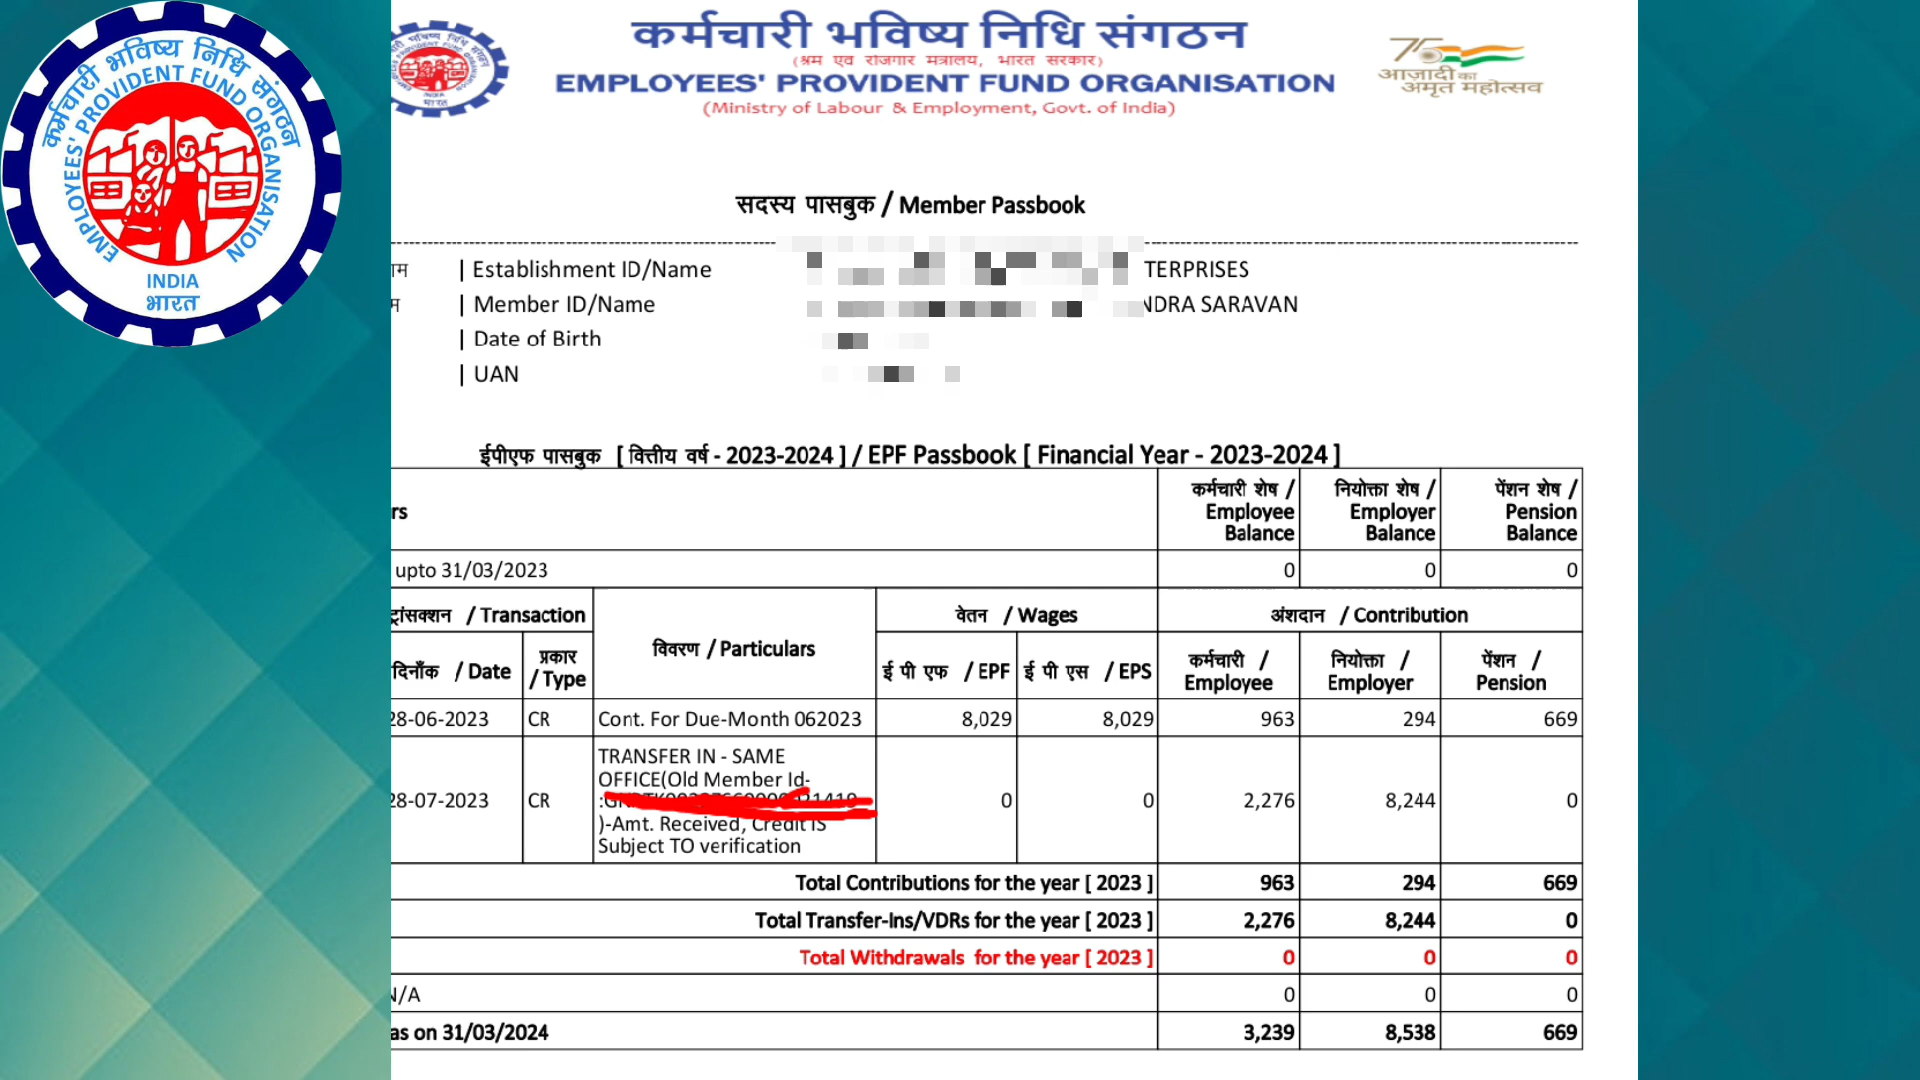 कर्मचारी भविष्य निधि संगठन
EMPLOYEES' PROVIDENT FUND ORGANISATION
INDIA
भारत
कर्मचारी भविष्य निधि संगठन
(श्रम एवं रोजगार मंत्रालय, भारत सरकार)
EMPLOYEES' PROVIDENT FUND ORGANISATION
(Ministry of Labour & Employment, Govt. of India)
75
आज़ादी का
अमृत महोत्सव
सदस्य पासबुक / Member Passbook
| Establishment ID/Name TERPRISES
| Member ID/Name NDRA SARAVAN
| Date of Birth
| UAN
ईपीएफ पासबुक [ वित्तीय वर्ष - 2023-2024 ] / EPF Passbook [ Financial Year - 2023-2024 ]
rs कर्मचारी शेष / Employee Balance नियोक्ता शेष / Employer Balance पेंशन शेष / Pension Balance
upto 31/03/2023 0 0 0
ट्रांसक्शन / Transaction विवरण / Particulars वेतन / Wages अंशदान / Contribution
दिनाँक / Date प्रकार / Type ई पी एफ / EPF ई पी एस / EPS कर्मचारी / Employee नियोक्ता / Employer पेंशन / Pension
28-06-2023 CR Cont. For Due-Month 062023 8,029 8,029 963 294 669
TRANSFER IN - SAME
OFFICE(Old Member Id-
28-07-2023 CR 0 0 2,276 8,244 0
)-Amt. Received, Credit IS
Subject TO verification
Total Contributions for the year [ 2023 ] 963 294 669
Total Transfer-Ins/VDRs for the year [ 2023 ] 2,276 8,244 0
Total Withdrawals for the year [ 2023 ] 0 0 0
N/A 0 0 0
as on 31/03/2024 3,239 8,538 669